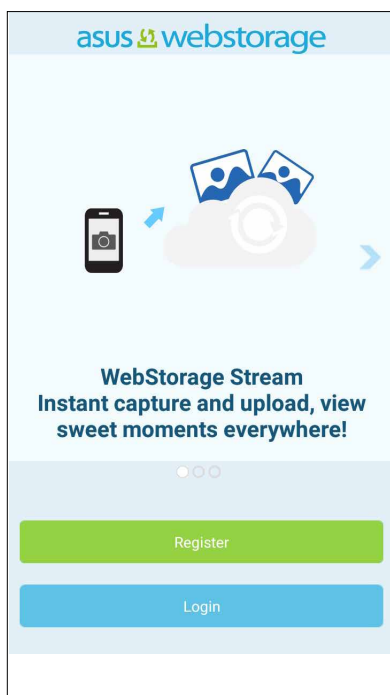 asus webstorage
WebStorage Stream
Instant capture and upload, view
sweet moments everywhere!
Register
Login